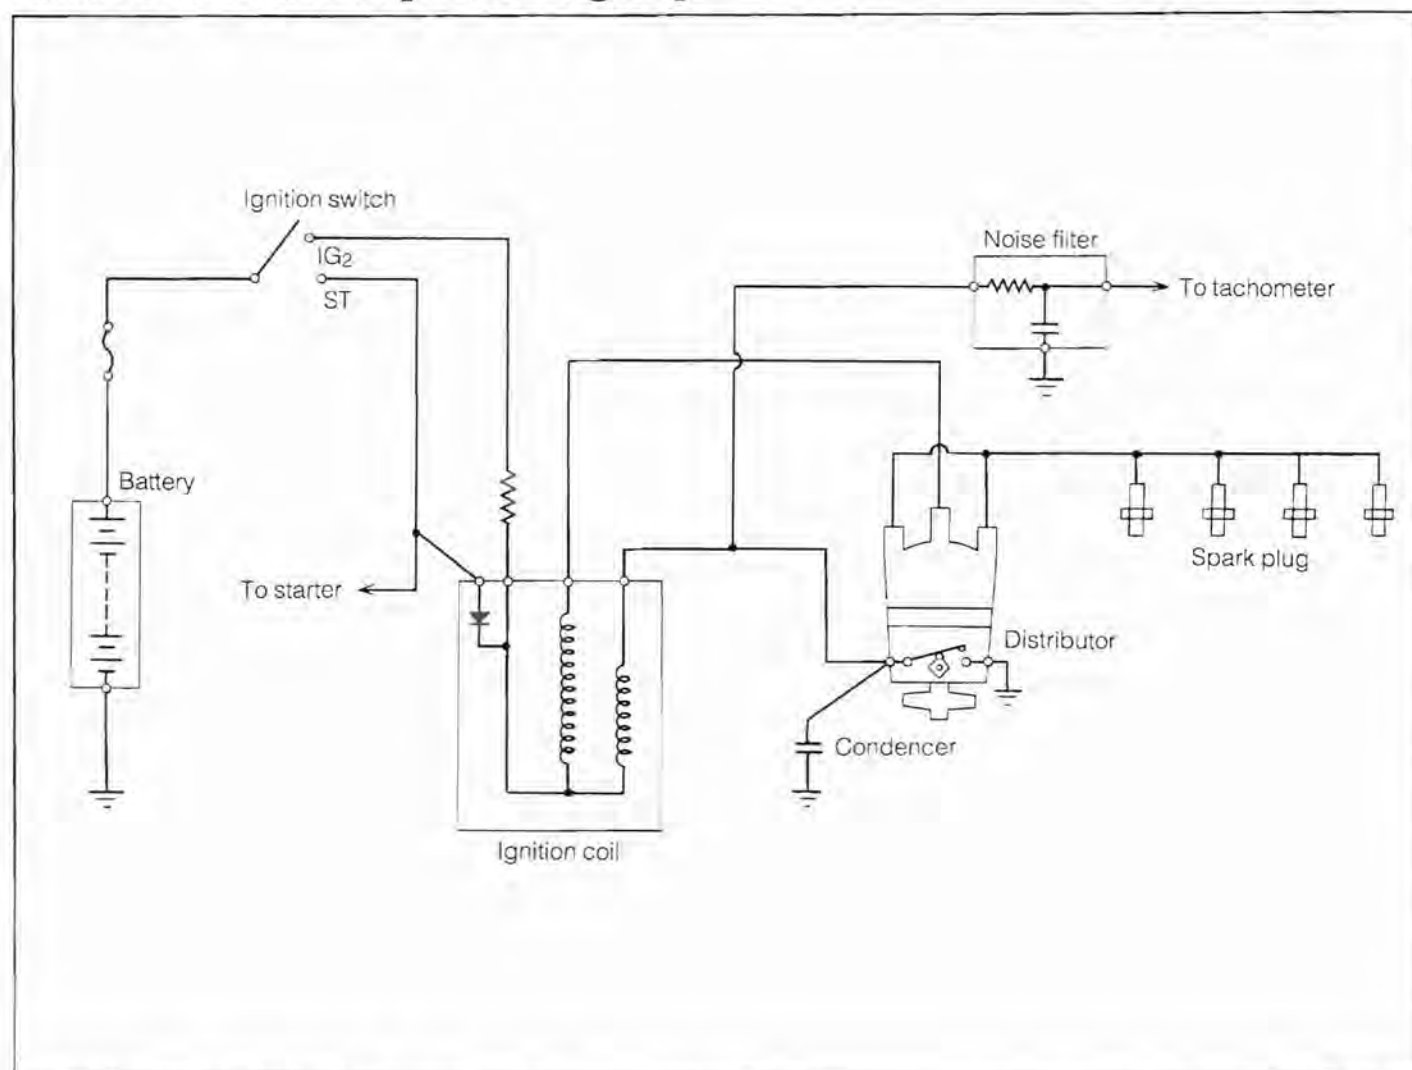 Ignition switch
IG2
ST
Noise filter
To tachometer
Battery
Spark plug
To starter
Distributor
Condencer
Ignition coil